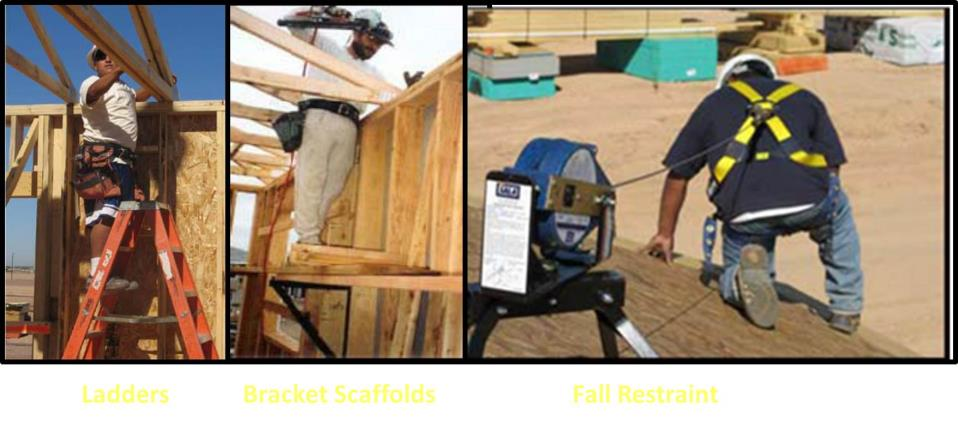 Ladders
Bracket Scaffolds
Fall Restraint